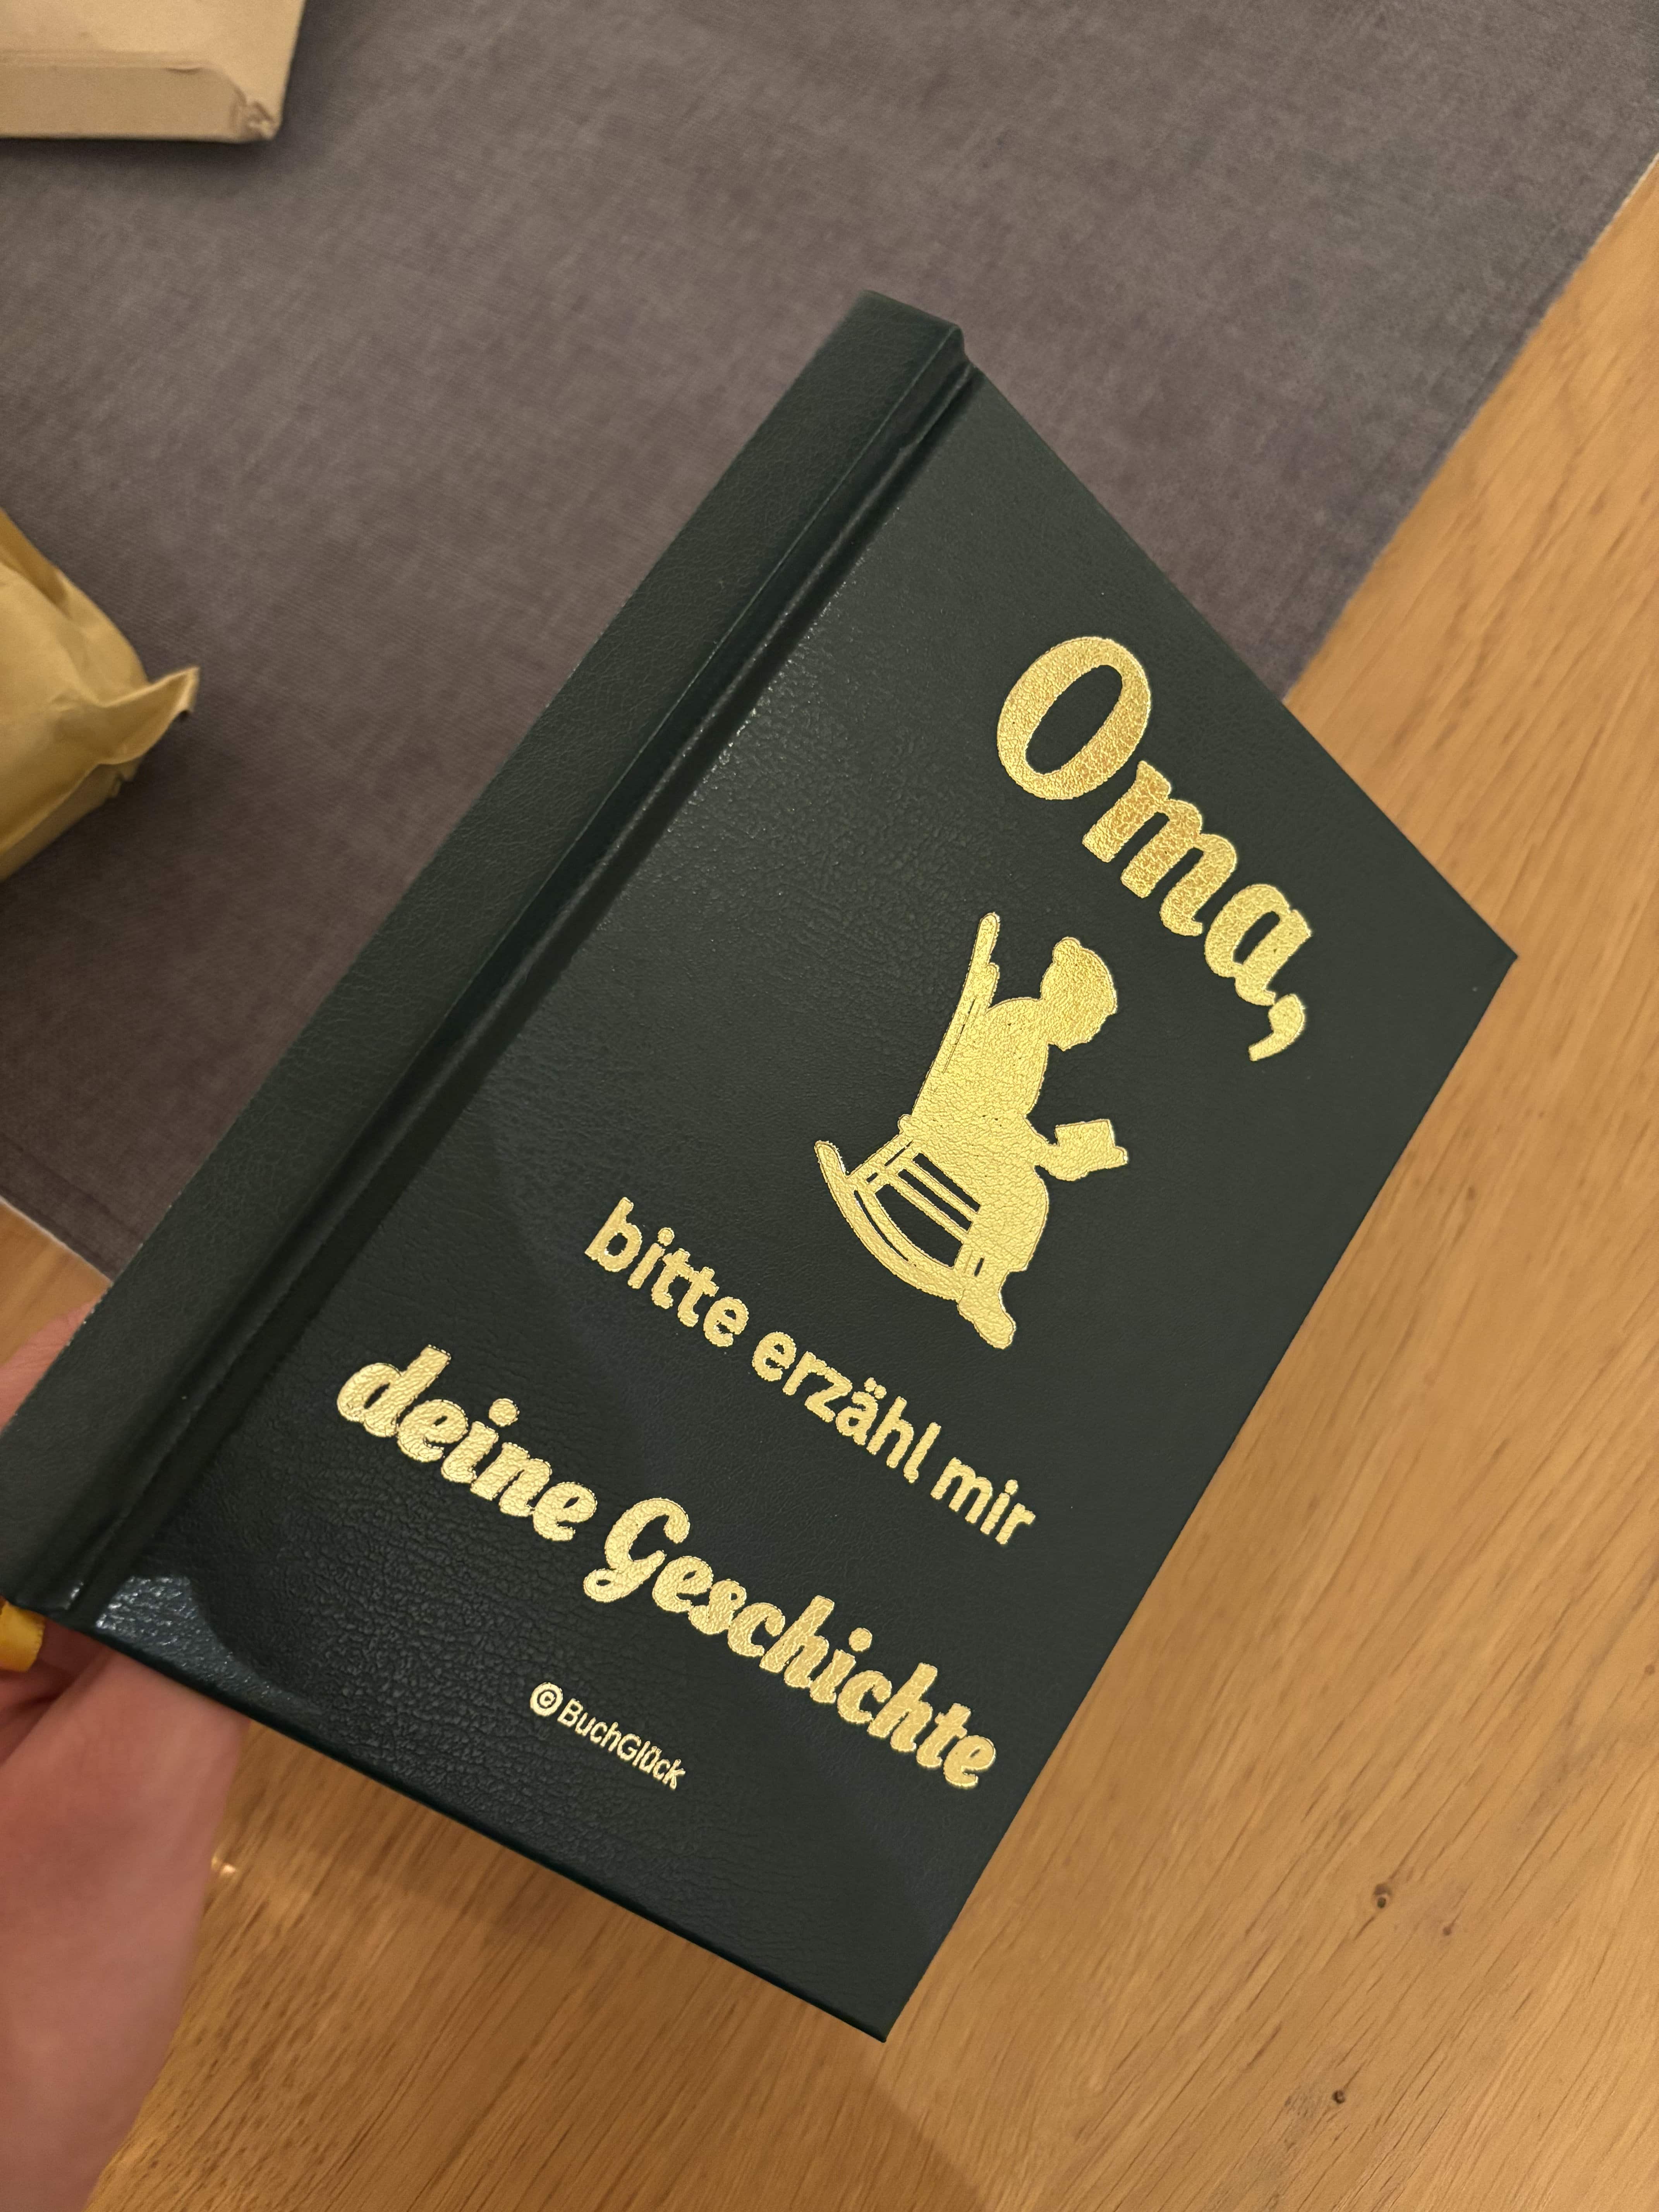 Oma,
bitte erzähl mir
deine Geschichte
© BuchGlück